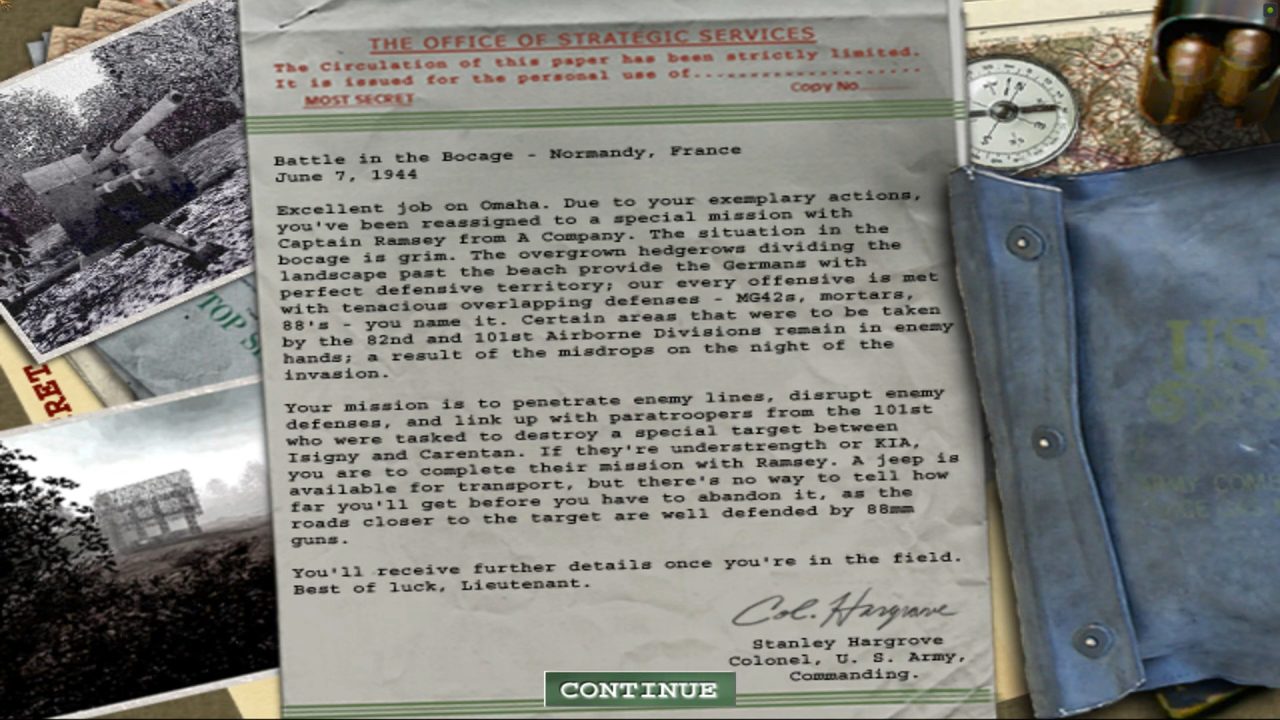 THE OFFICE OF STRATEGIC SERVICES
The Circulation of this paper has been strictly limited.
It is issued for the personal use of-------------------
MOST SECRET
Copy No
Battle in the Bocage - Normandy, France
June 7, 1944
Excellent job on Omaha. Due to your exemplary actions,
you've been reassigned to a special mission with
Captain Ramsey from A Company. The situation in the
bocage is grim. The overgrown hedgerows dividing the
landscape past the beach provide the Germans with
perfect defensive territory; our every offensive is met
with tenacious overlapping defenses - MG42s, mortars,
88's - you name it. Certain areas that were to be taken
by the 82nd and 101st Airborne Divisions remain in enemy
hands; a result of the misdrops on the night of the
invasion.
Your mission is to penetrate enemy lines, disrupt enemy
defenses, and link up with paratroopers from the 101st
who were tasked to destroy a special target between
Isigny and Carentan. If they're understrength or KIA,
you are to complete their mission with Ramsey. A jeep is
available for transport, but there's no way to tell how
far you'll get before you have to abandon it, as the
roads closer to the target are well defended by 88mm
guns.
You'll receive further details once you're in the field.
Best of luck, Lieutenant.
Col. Hargrove
Stanley Hargrove
Colonel, U. S. Army,
Commanding.
CONTINUE
TOP S
RET
US